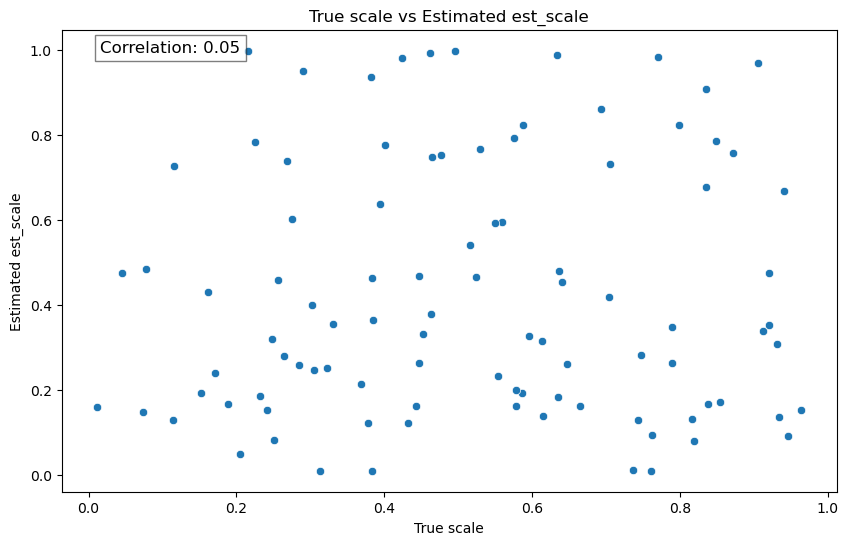 True scale vs Estimated est_scale
Correlation: 0.05
Estimated est_scale
1.0
0.8
0.6
0.4
0.2
0.0
0.0 0.2 0.4 0.6 0.8 1.0
True scale